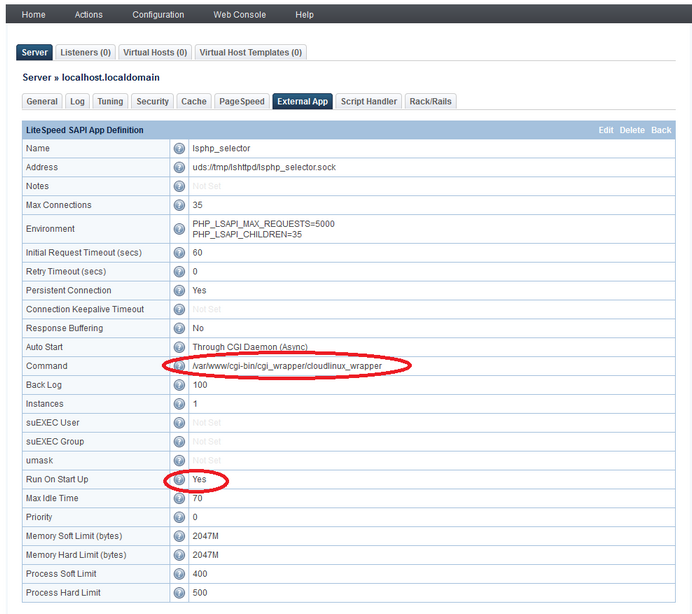 Home Actions Configuration Web Console Help
Server Listeners (0) Virtual Hosts (0) Virtual Host Templates (0)
Server » localhost.localdomain
General Log Tuning Security Cache PageSpeed External App Script Handler Rack/Rails
LiteSpeed SAPI App Definition Edit Delete Back
Name ? lsphp_selector
Address ? uds://tmp/lshttpd/lsphp_selector.sock
Notes ? Not Set
Max Connections ? 35
Environment ? PHP_LSAPI_MAX_REQUESTS=5000
PHP_LSAPI_CHILDREN=35
Initial Request Timeout (secs) ? 60
Retry Timeout (secs) ? 0
Persistent Connection ? Yes
Connection Keepalive Timeout ? Not Set
Response Buffering ? No
Auto Start ? Through CGI Daemon (Async)
Command ? /var/www/cgi-bin/cgi_wrapper/cloudlinux_wrapper
Back Log ? 100
Instances ? 1
suEXEC User ? Not Set
suEXEC Group ? Not Set
umask ? Not Set
Run On Start Up ? Yes
Max Idle Time ? 70
Priority ? 0
Memory Soft Limit (bytes) ? 2047M
Memory Hard Limit (bytes) ? 2047M
Process Soft Limit ? 400
Process Hard Limit ? 500